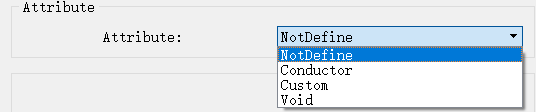 Attribute
Attribute: NotDefine
NotDefine
Conductor
Custom
Void